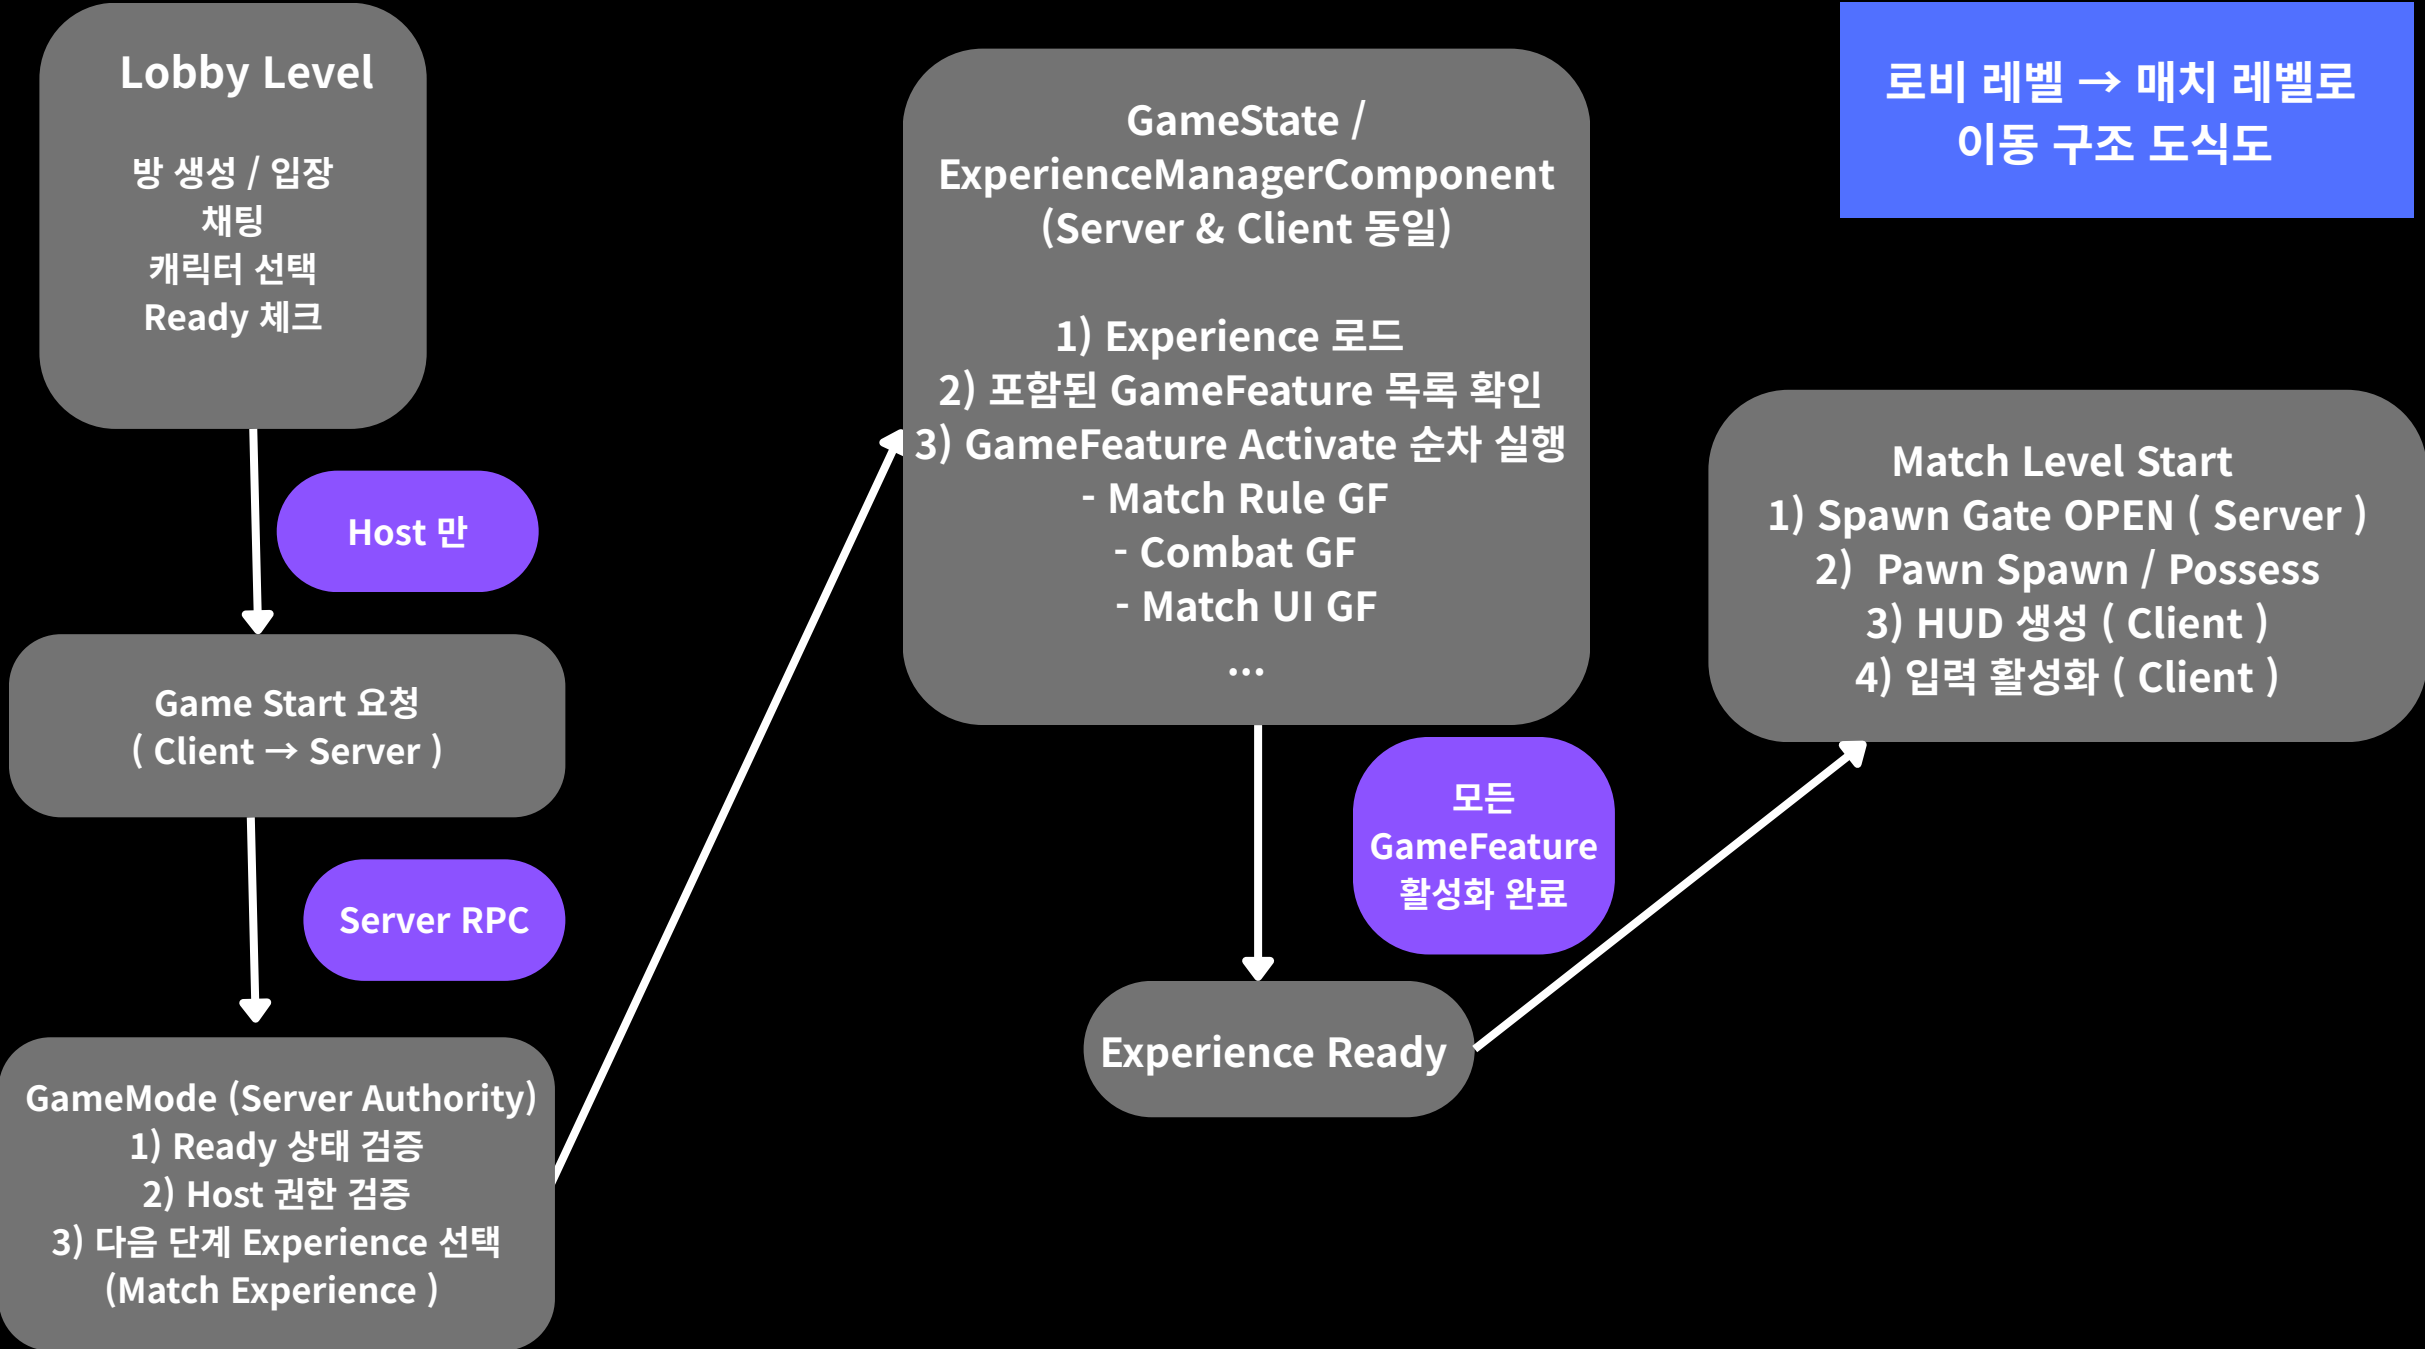 로비 레벨 → 매치 레벨로
이동 구조 도식도
Lobby Level
방 생성 / 입장
채팅
캐릭터 선택
Ready 체크
Host 만
Game Start 요청
( Client → Server )
Server RPC
GameMode (Server Authority)
1) Ready 상태 검증
2) Host 권한 검증
3) 다음 단계 Experience 선택
(Match Experience )
GameState /
ExperienceManagerComponent
(Server & Client 동일)
1) Experience 로드
2) 포함된 GameFeature 목록 확인
3) GameFeature Activate 순차 실행
- Match Rule GF
- Combat GF
- Match UI GF
...
모든
GameFeature
활성화 완료
Experience Ready
Match Level Start
1) Spawn Gate OPEN ( Server )
2) Pawn Spawn / Possess
3) HUD 생성 ( Client )
4) 입력 활성화 ( Client )